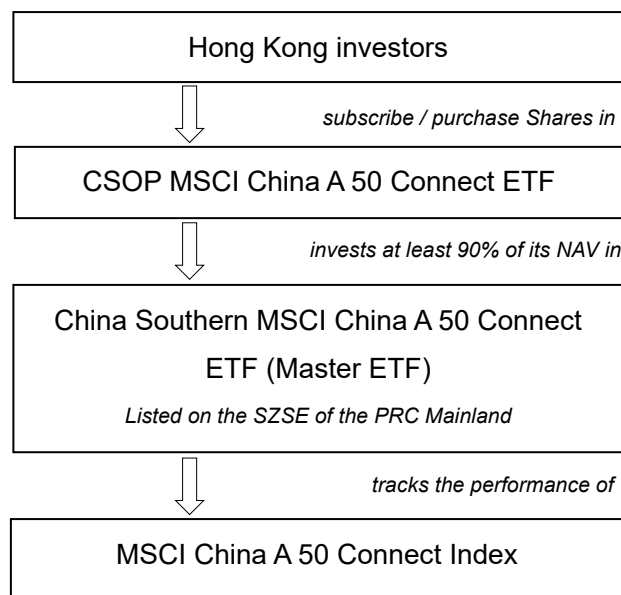 Hong Kong investors
subscribe / purchase Shares in
CSOP MSCI China A 50 Connect ETF
invests at least 90% of its NAV in
China Southern MSCI China A 50 Connect
ETF (Master ETF)
Listed on the SZSE of the PRC Mainland
tracks the performance of
MSCI China A 50 Connect Index